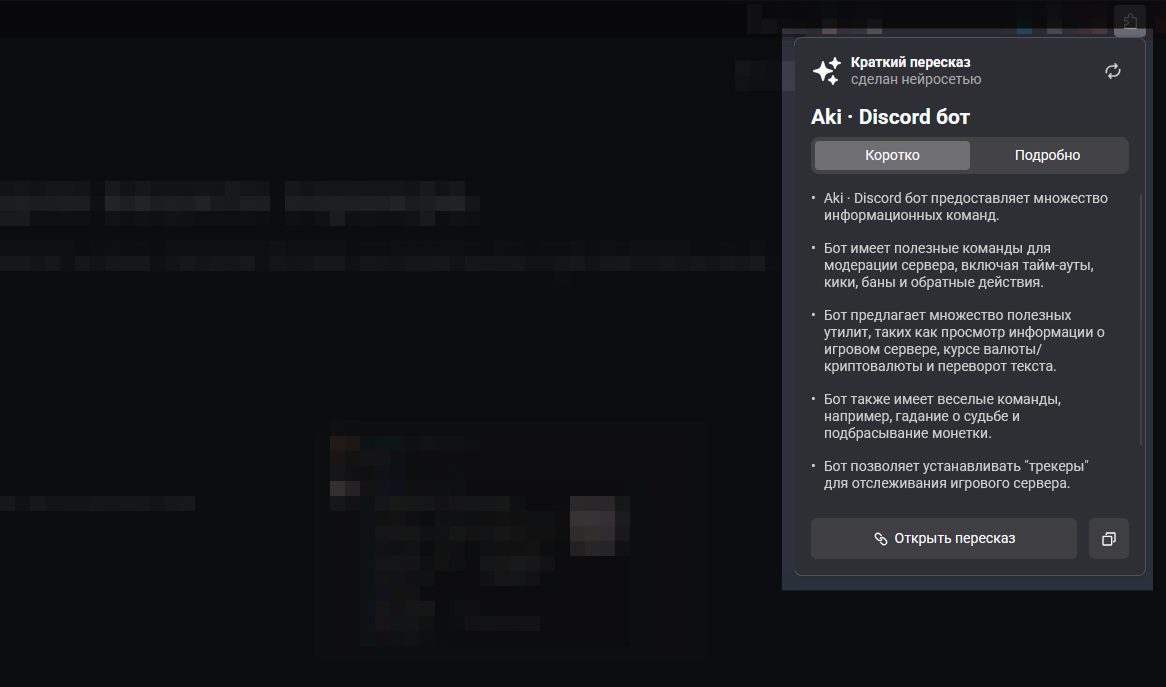 Краткий пересказ
сделан нейросетью
Aki · Discord бот
Коротко
Подробно
· Aki · Discord бот предоставляет множество
информационных команд.
· Бот имеет полезные команды для
модерации сервера, включая тайм-ауты,
кики, баны и обратные действия.
· Бот предлагает множество полезных
утилит, таких как просмотр информации о
игровом сервере, курсе валюты/
криптовалюты и переворот текста.
· Бот также имеет веселые команды,
например, гадание о судьбе и
подбрасывание монетки.
· Бот позволяет устанавливать "трекеры"
для отслеживания игрового сервера.
Открыть пересказ